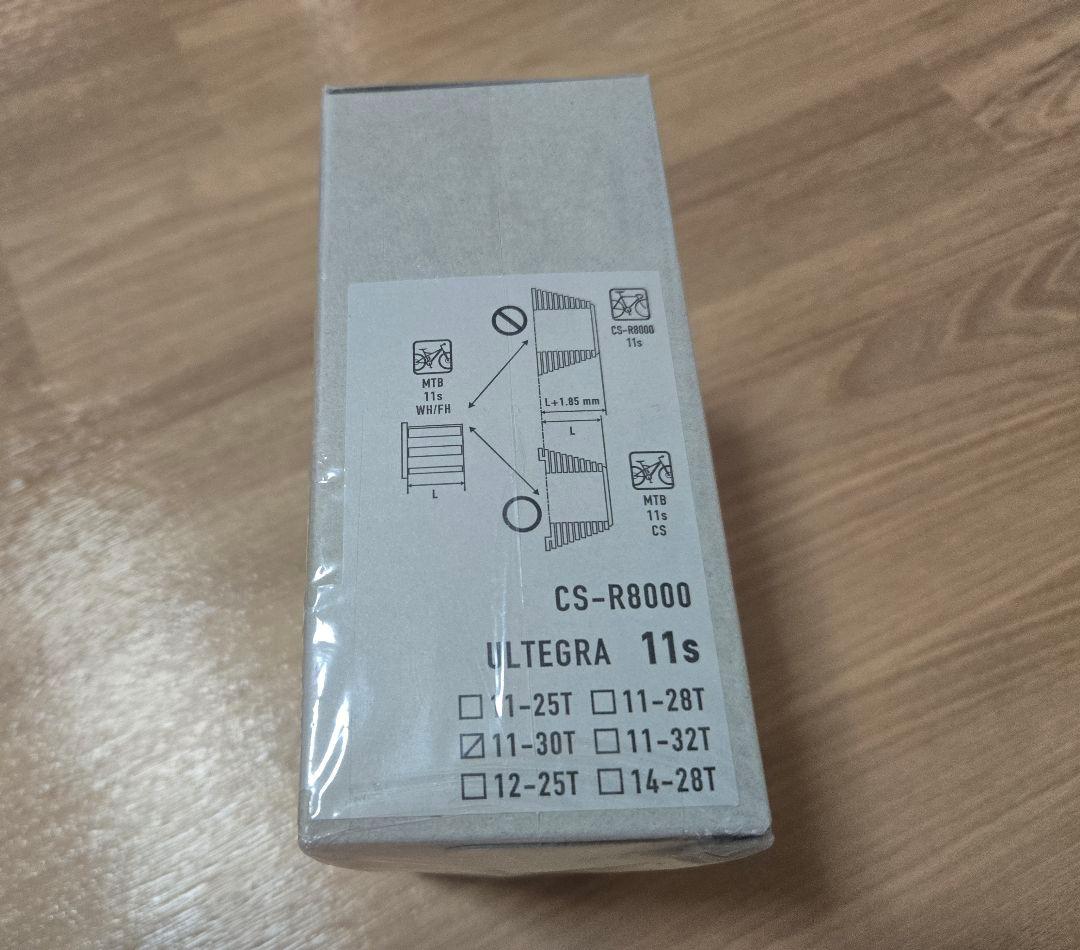 CS-R8000
11s
MTB
11s
WH/FH
L+1.85 mm
L
L
MTB
11s
CS
CS-R8000
ULTEGRA 11s
11-25T 11-28T
11-30T 11-32T
12-25T 14-28T